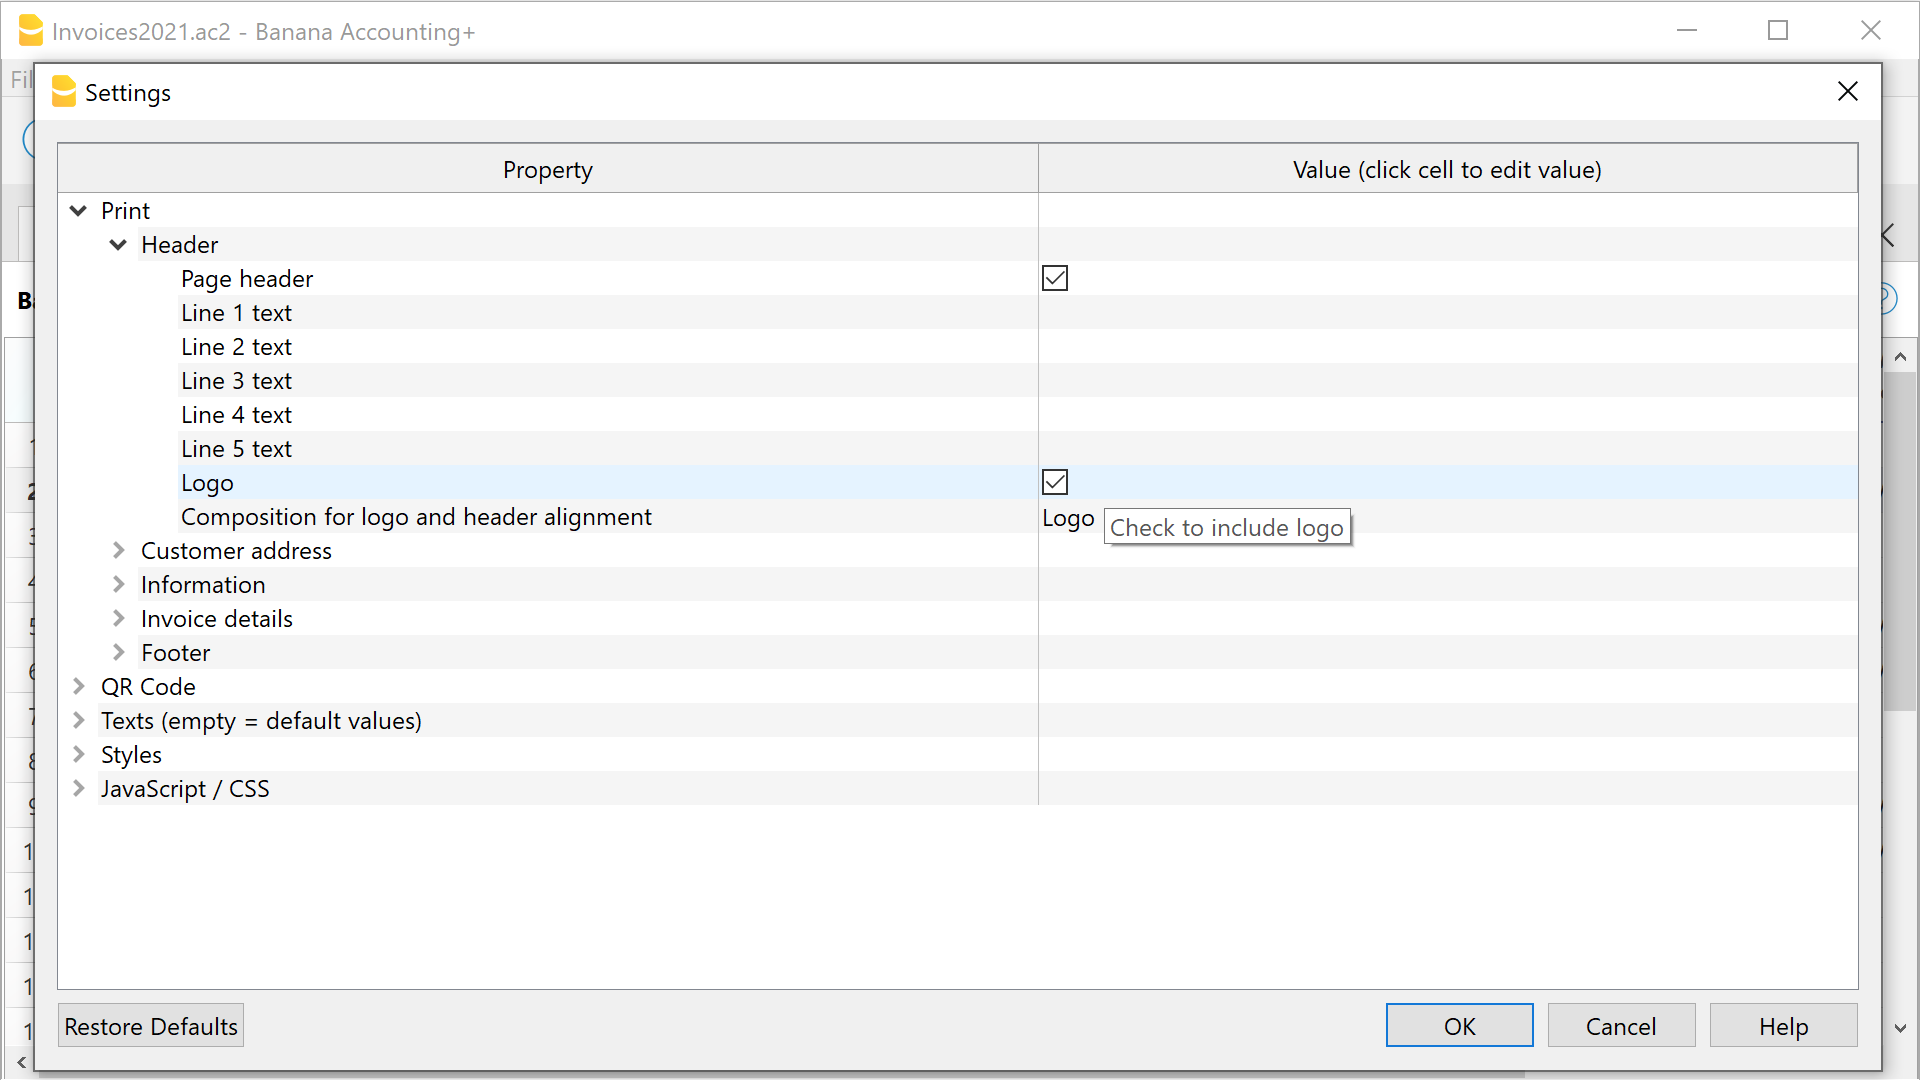 Invoices2021.ac2 - Banana Accounting+
Fil
Settings
Property
Value (click cell to edit value)
Print
Header
Page header
Line 1 text
Line 2 text
Line 3 text
Line 4 text
Line 5 text
Logo
Composition for logo and header alignment
Logo
Check to include logo
Customer address
Information
Invoice details
Footer
QR Code
Texts (empty = default values)
Styles
JavaScript / CSS
Restore Defaults
OK
Cancel
Help